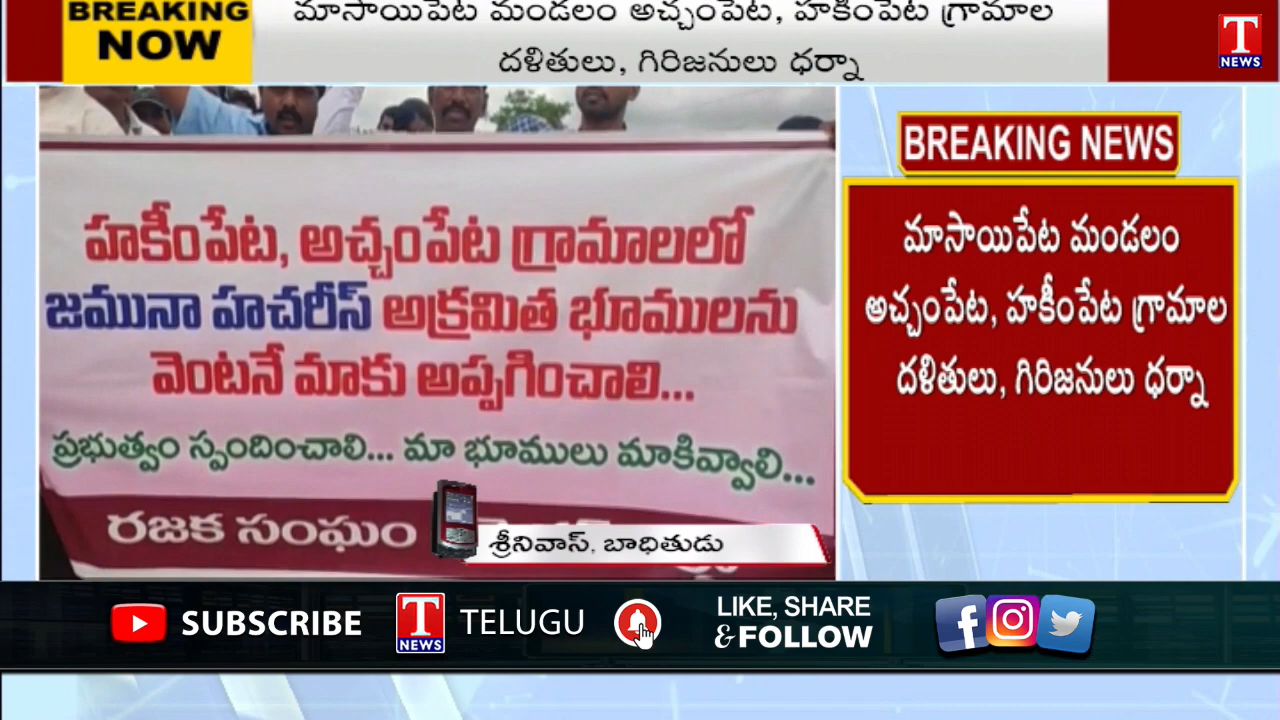 BREAKING
NOW
మాసాయిపేట మండలం అచ్చంపేట, హకీంపేట గ్రామాల
దళితులు, గిరిజనులు ధర్నా
T
NEWS
హకీంపేట, అచ్చంపేట గ్రామాలలో
జమునా హచరీస్ అక్రమిత భూములను
వెంటనే మాకు అప్పగించాలి...
ప్రభుత్వం స్పందించాలి... మా భూములు మాకివ్వాలి...
రజక సంఘం
శ్రీనివాస్, బాధితుడు
BREAKING NEWS
మాసాయిపేట మండలం
అచ్చంపేట, హకీంపేట గ్రామాల
దళితులు, గిరిజనులు ధర్నా
SUBSCRIBE
T
NEWS
TELUGU
LIKE, SHARE
& FOLLOW